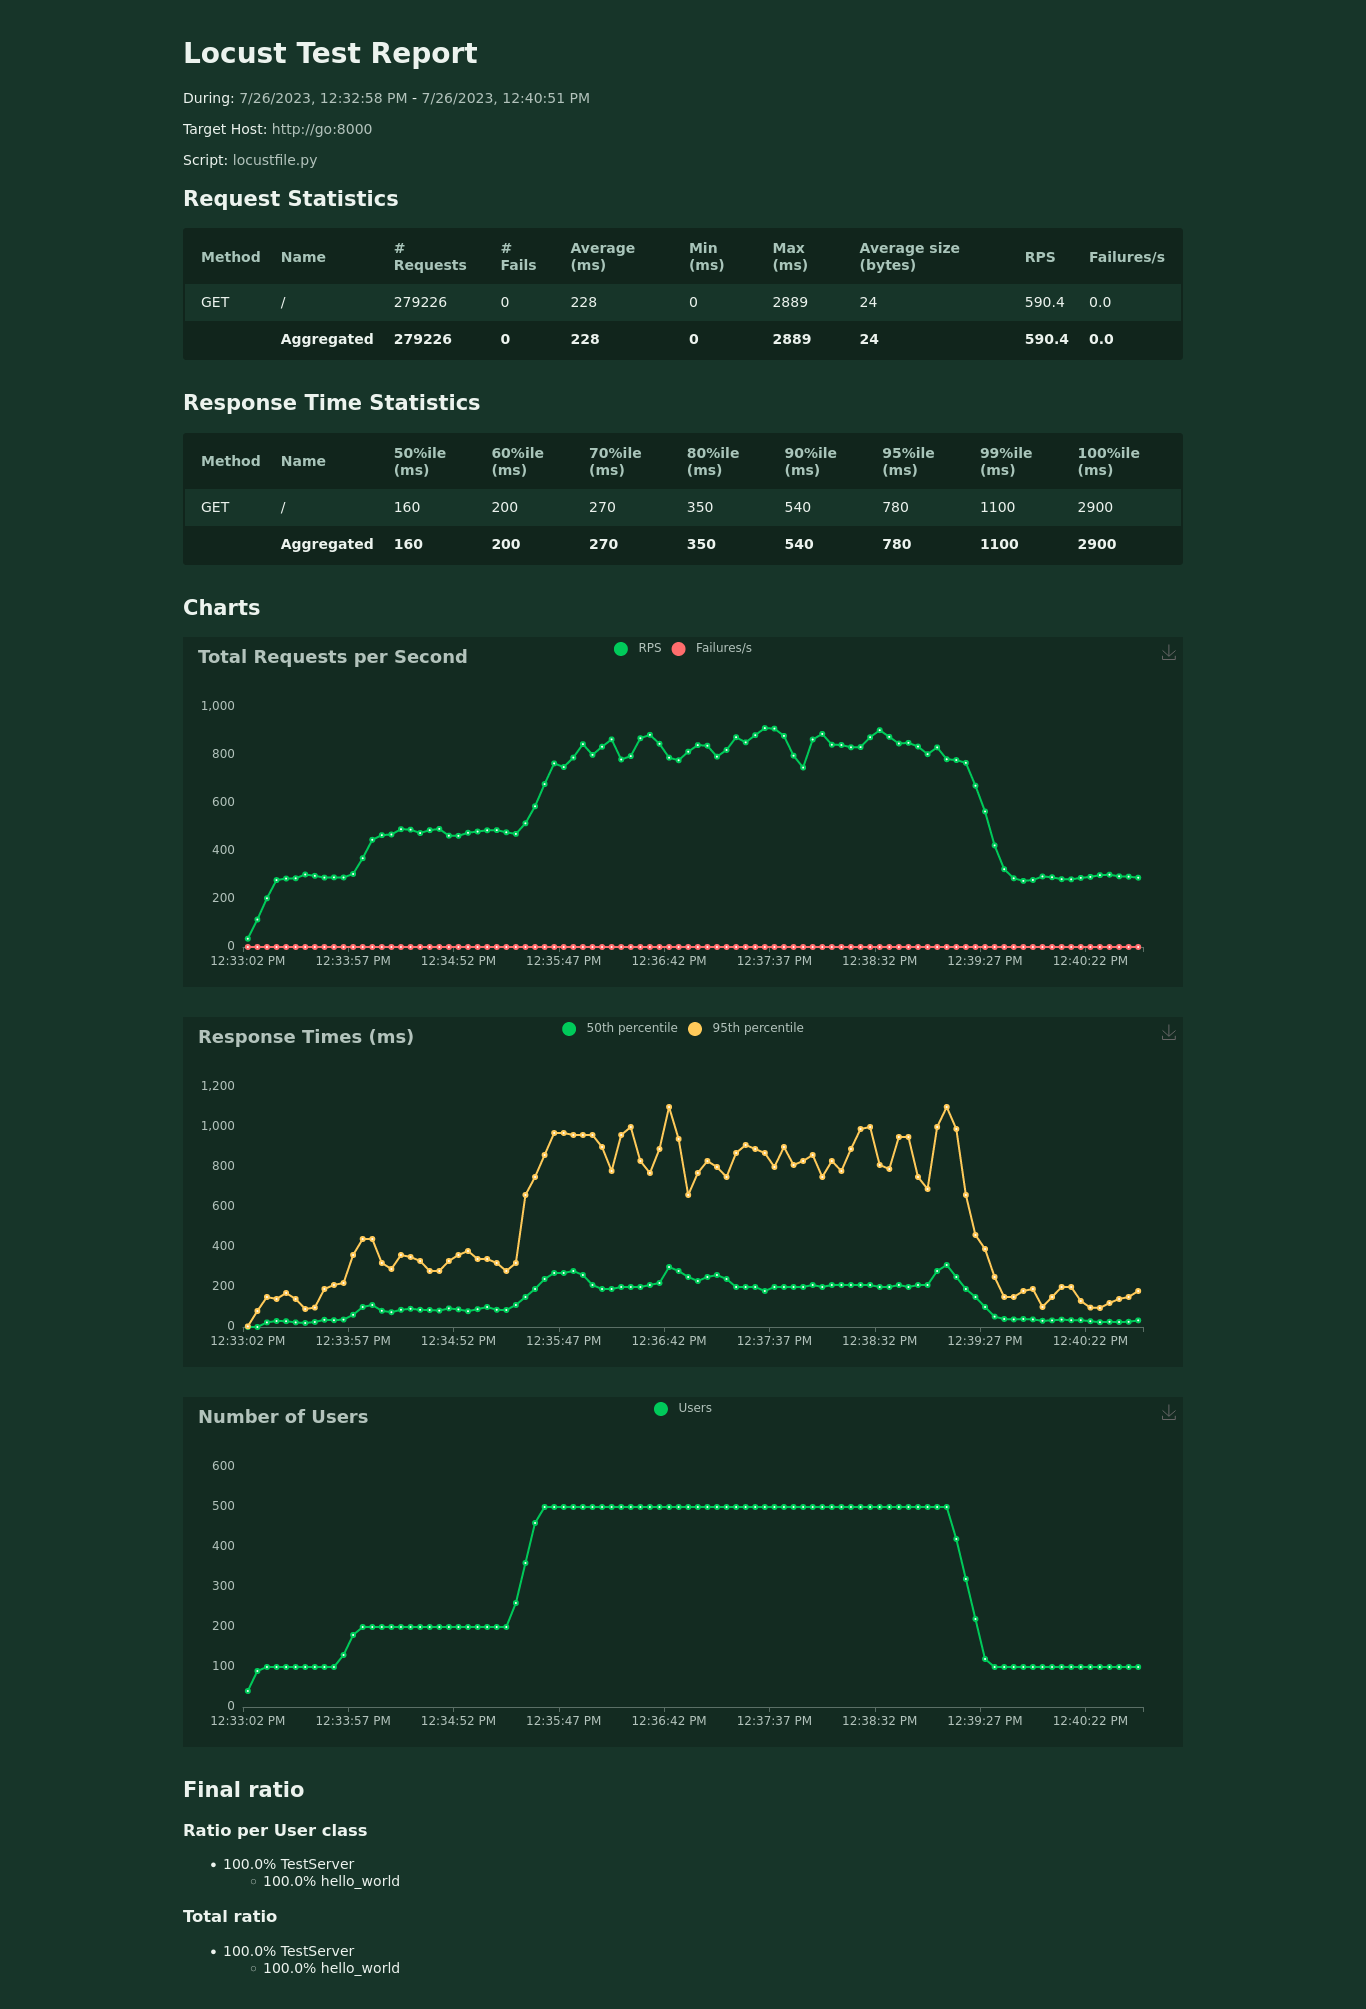 Locust Test Report
During: 7/26/2023, 12:32:58 PM - 7/26/2023, 12:40:51 PM
Target Host: http://go:8000
Script: locustfile.py
Request Statistics
Method Name # Requests # Fails Average (ms) Min (ms) Max (ms) Average size (bytes) RPS Failures/s
GET / 279226 0 228 0 2889 24 590.4 0.0
Aggregated 279226 0 228 0 2889 24 590.4 0.0
Response Time Statistics
Method Name 50%ile (ms) 60%ile (ms) 70%ile (ms) 80%ile (ms) 90%ile (ms) 95%ile (ms) 99%ile (ms) 100%ile (ms)
GET / 160 200 270 350 540 780 1100 2900
Aggregated 160 200 270 350 540 780 1100 2900
Charts
Total Requests per Second
RPS Failures/s
1,000
800
600
400
200
0
12:33:02 PM 12:33:57 PM 12:34:52 PM 12:35:47 PM 12:36:42 PM 12:37:37 PM 12:38:32 PM 12:39:27 PM 12:40:22 PM
Response Times (ms)
50th percentile 95th percentile
1,200
1,000
800
600
400
200
0
12:33:02 PM 12:33:57 PM 12:34:52 PM 12:35:47 PM 12:36:42 PM 12:37:37 PM 12:38:32 PM 12:39:27 PM 12:40:22 PM
Number of Users
Users
600
500
400
300
200
100
0
12:33:02 PM 12:33:57 PM 12:34:52 PM 12:35:47 PM 12:36:42 PM 12:37:37 PM 12:38:32 PM 12:39:27 PM 12:40:22 PM
Final ratio
Ratio per User class
• 100.0% TestServer
◦ 100.0% hello_world
Total ratio
• 100.0% TestServer
◦ 100.0% hello_world